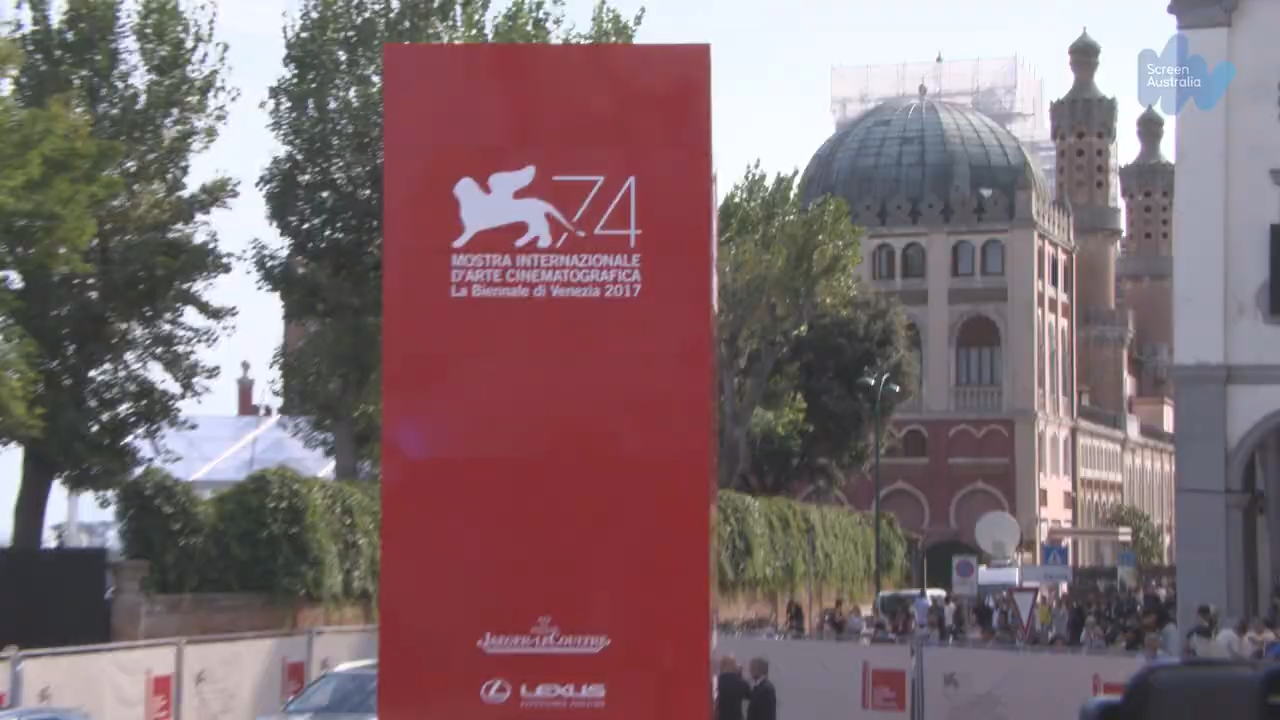 Screen
Australia
74
MOSTRA INTERNAZIONALE
D'ARTE CINEMATOGRAFICA
La Biennale di Venezia 2017
JAEGER-LECOULTRE
LEXUS